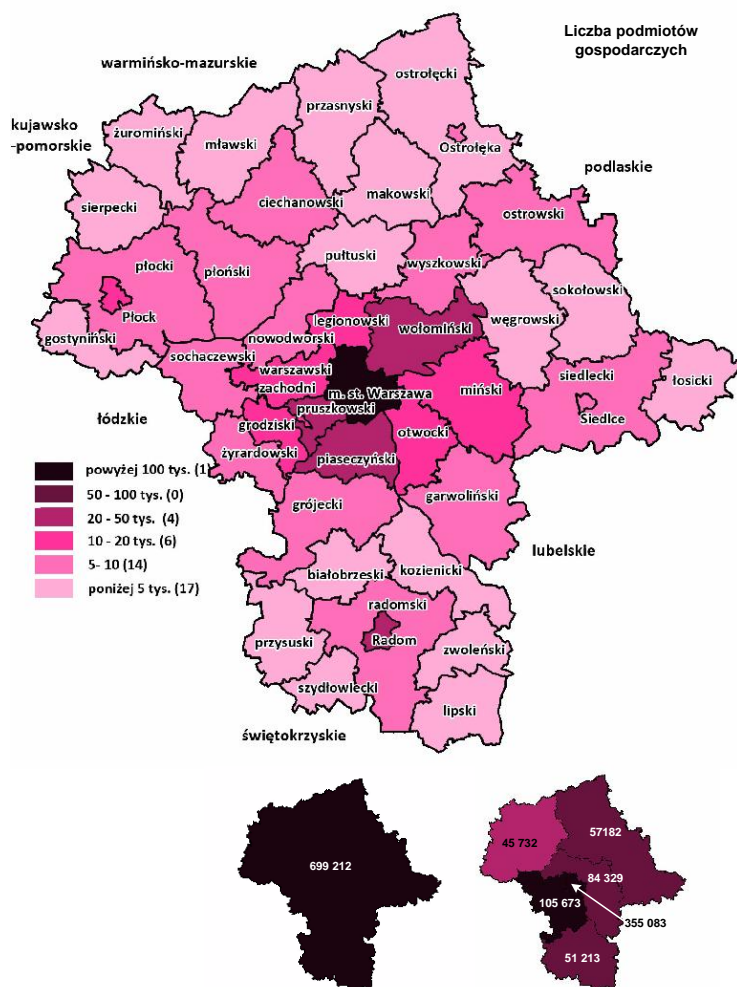 Liczba podmiotów
gospodarczych
warmińsko-mazurskie
ostrołęcki
przasnyski
kujawsko
-pomorskie
żuromiński
mławski
Ostrołęka
podlaskie
makowski
ciechanowski
sierpecki
ostrowski
pułtuski
wyszkowski
płocki
płoński
sokołowski
węgrowski
Płock
legionowski
wołomiński
gostyniński
nowodworski
sochaczewski
warszawski
zachodni
m. st. Warszawa
miński
siedlecki
łosicki
Siedlce
pruszkowski
łódzkie
grodziski
otwocki
żyrardowski
piaseczyński
powyżej 100 tys. (1)
50 - 100 tys. (0)
20 - 50 tys. (4)
10 - 20 tys. (6)
5- 10 (14)
poniżej 5 tys. (17)
grójecki
garwoliński
lubelskie
białobrzeski
kozienicki
radomski
Radom
przysuski
zwoleński
szydłowiecki
lipski
świętokrzyskie
699 212
45 732
57182
84 329
105 673
355 083
51 213